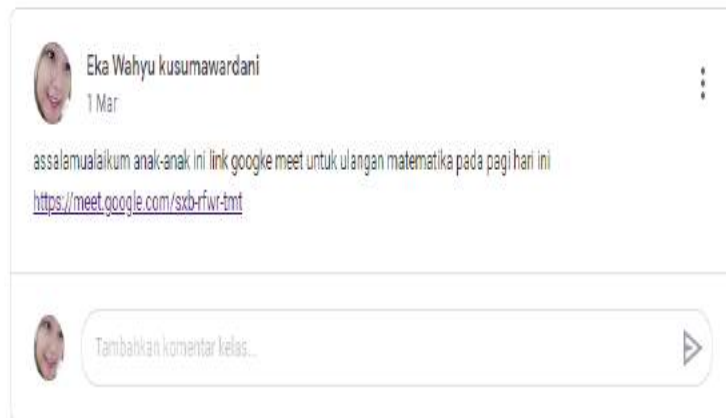 Eka Wahyu kusumawardani
1 Mar
assalamualaikum anak-anak ini link googke meet untuk ulangan matematika pada pagi hari ini
https://meet.google.com/sxb-rfwr-tmt
Tambahkan komentar kelas...